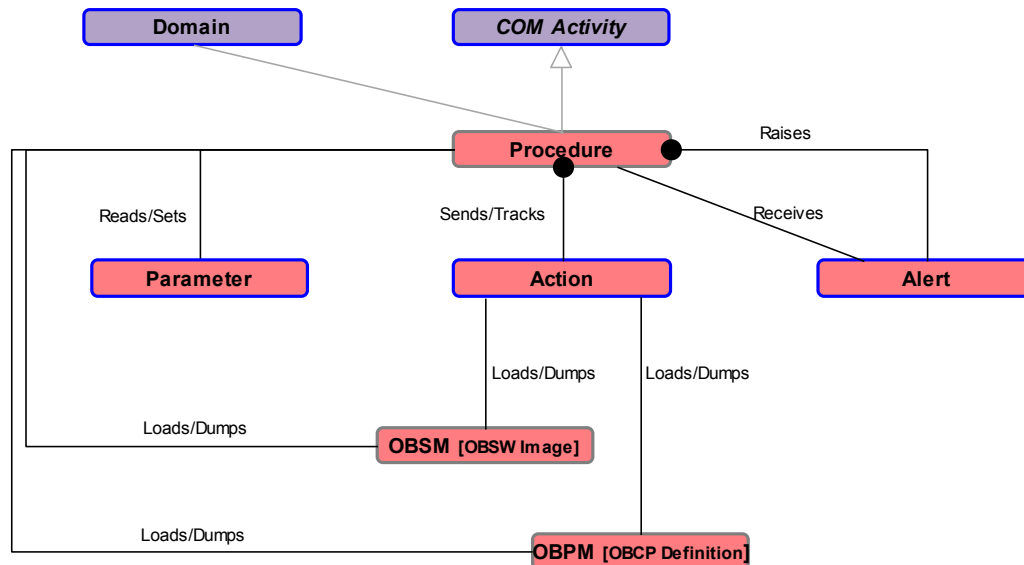 Domain
COM Activity
Procedure
Raises
Reads/Sets
Sends/Tracks
Receives
Parameter
Action
Alert
Loads/Dumps
Loads/Dumps
Loads/Dumps
OBSM [OBSW Image]
Loads/Dumps
OBPM [OBCP Definition]